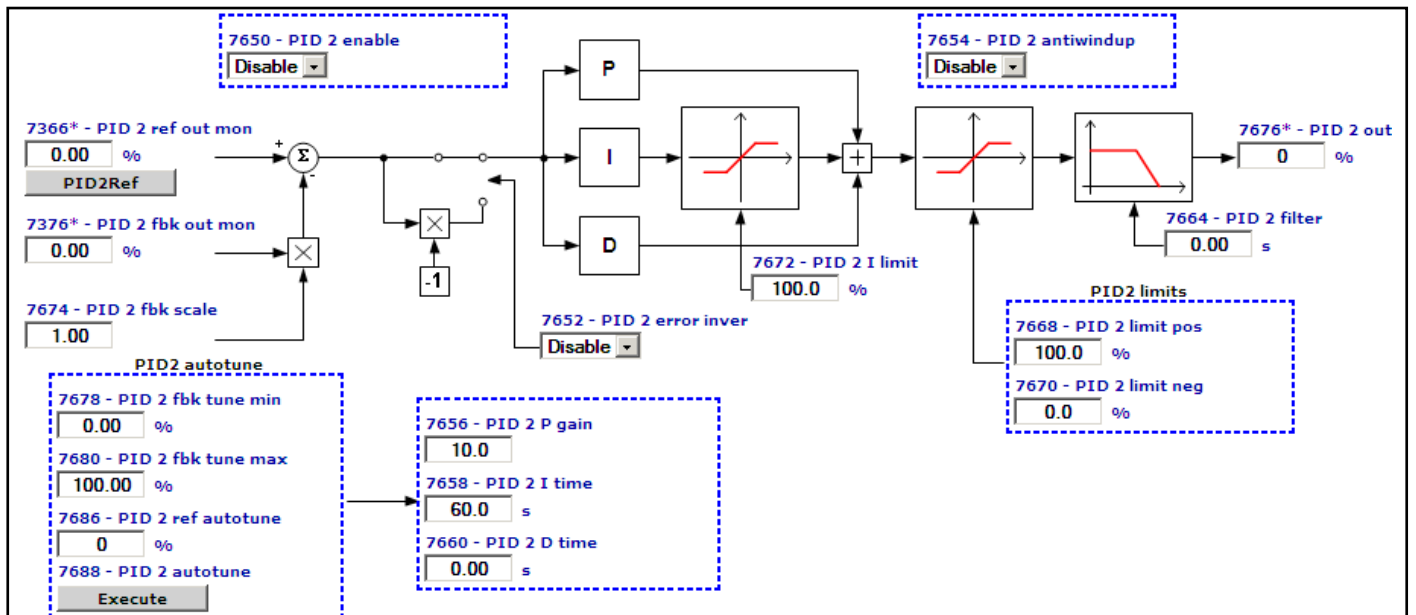 7650 - PID 2 enable
Disable
7654 - PID 2 antiwindup
Disable
P
7366* - PID 2 ref out mon
0.00 %
PID2Ref
+
Σ
-
I
+
7676* - PID 2 out
0 %
7376* - PID 2 fbk out mon
0.00 %
×
×
-1
D
7672 - PID 2 I limit
100.0 %
7664 - PID 2 filter
0.00 s
7674 - PID 2 fbk scale
1.00
7652 - PID 2 error inver
Disable
PID2 limits
7668 - PID 2 limit pos
100.0 %
7670 - PID 2 limit neg
0.0 %
PID2 autotune
7678 - PID 2 fbk tune min
0.00 %
7680 - PID 2 fbk tune max
100.00 %
7686 - PID 2 ref autotune
0 %
7688 - PID 2 autotune
Execute
7656 - PID 2 P gain
10.0
7658 - PID 2 I time
60.0 s
7660 - PID 2 D time
0.00 s